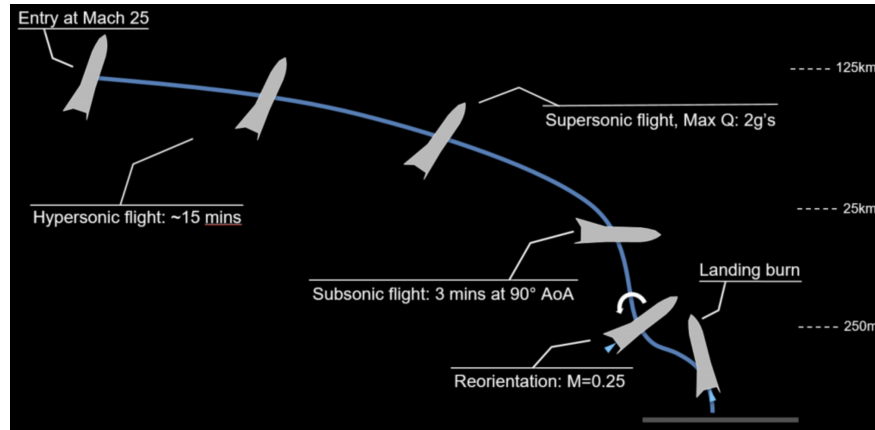 Entry at Mach 25
125km
Supersonic flight, Max Q: 2g's
Hypersonic flight: ~15 mins
25km
Subsonic flight: 3 mins at 90° AoA
Landing burn
250m
Reorientation: M=0.25